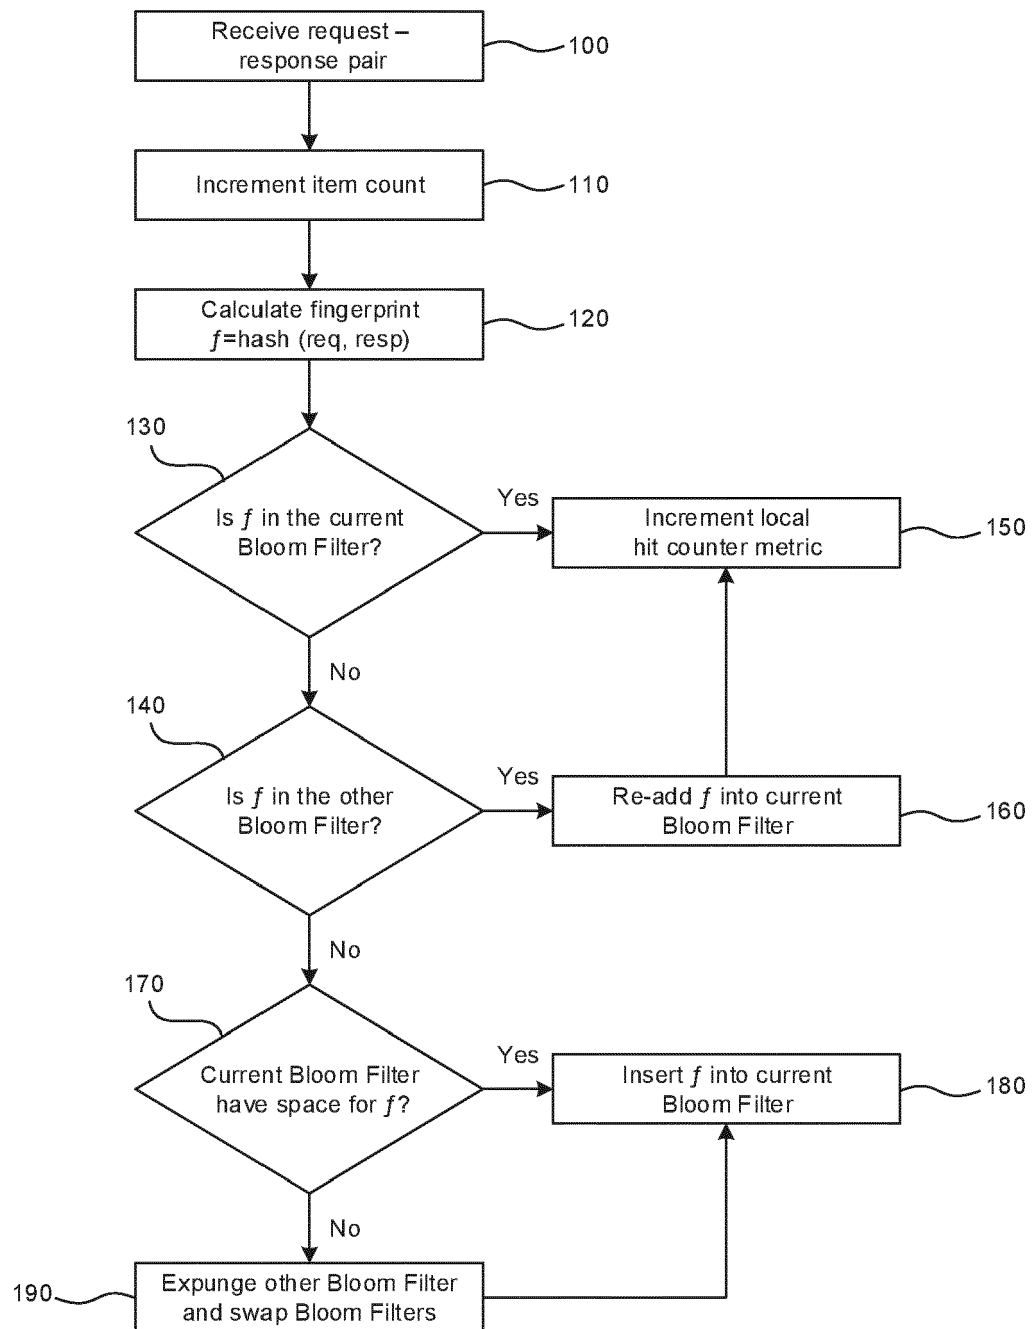 Receive request –
response pair
100
Increment item count
110
Calculate fingerprint
ƒ=hash (req, resp)
120
130
Is ƒ in the current
Bloom Filter?
Yes
Increment local
hit counter metric
150
No
140
Is ƒ in the other
Bloom Filter?
Yes
Re-add ƒ into current
Bloom Filter
160
No
170
Current Bloom Filter
have space for ƒ?
Yes
Insert ƒ into current
Bloom Filter
180
No
190
Expunge other Bloom Filter
and swap Bloom Filters